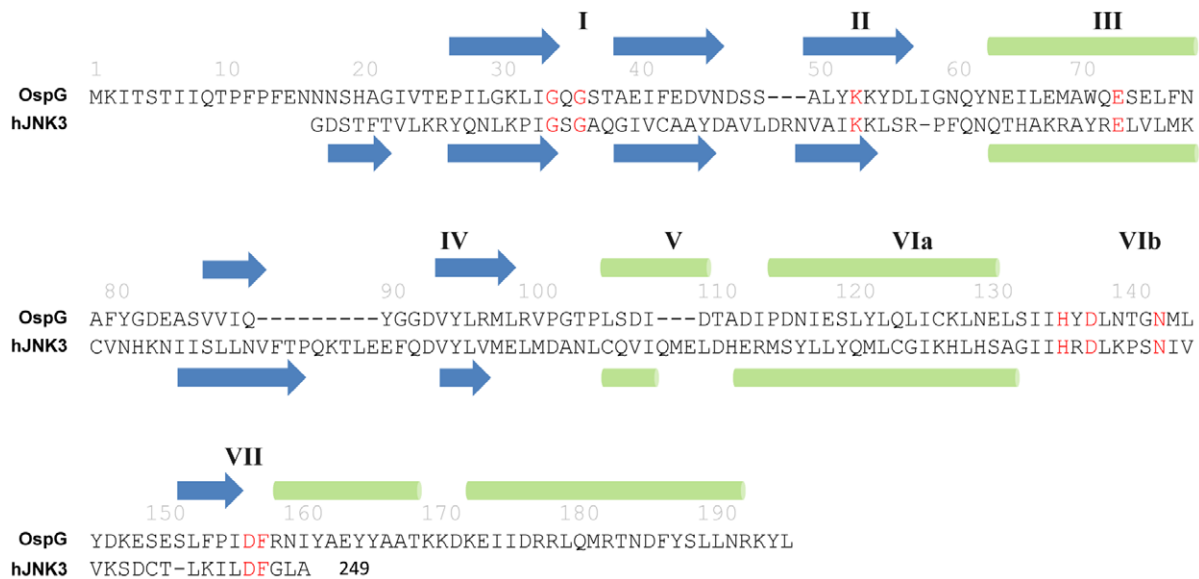 I II III
1 10 20 30 40 50 60 70
OspG MKITSTIIQTPFPFENNNSHAGIVTEPILGKLIGQGSTAEIFEDVNDSS---ALYKKYDLIGNQYNEILEMAWQESELFN
hJNK3 GDSTFTVLKRYQNLKPIGSGAQGIVCAAYDAVLDRNVAIKKLSR-PFQNQTHAKRAYRELVLMK
IV V VIa VIb
80 90 100 110 120 130 140
OspG AFYGDEASVVIQ---------YGGDVYLRMLRVPGTPLSDI---DTADIPDNIESLYLQLICKLNELSIIHYDLNTGNML
hJNK3 CVNHKNIISLLNVFTPQKTLEEFQDVYLVMELMDANLCQVIQMELDHERMSYLLYQMLCGIKHLHSAGIIHRDLKPSNIV
VII
150 160 170 180 190
OspG YDKESESLFPIDFRNIYAEYYAATKKDKEIIDRRLQMRTNDFYSLLNRKYL
hJNK3 VKSDCT-LKILDFGLA 249